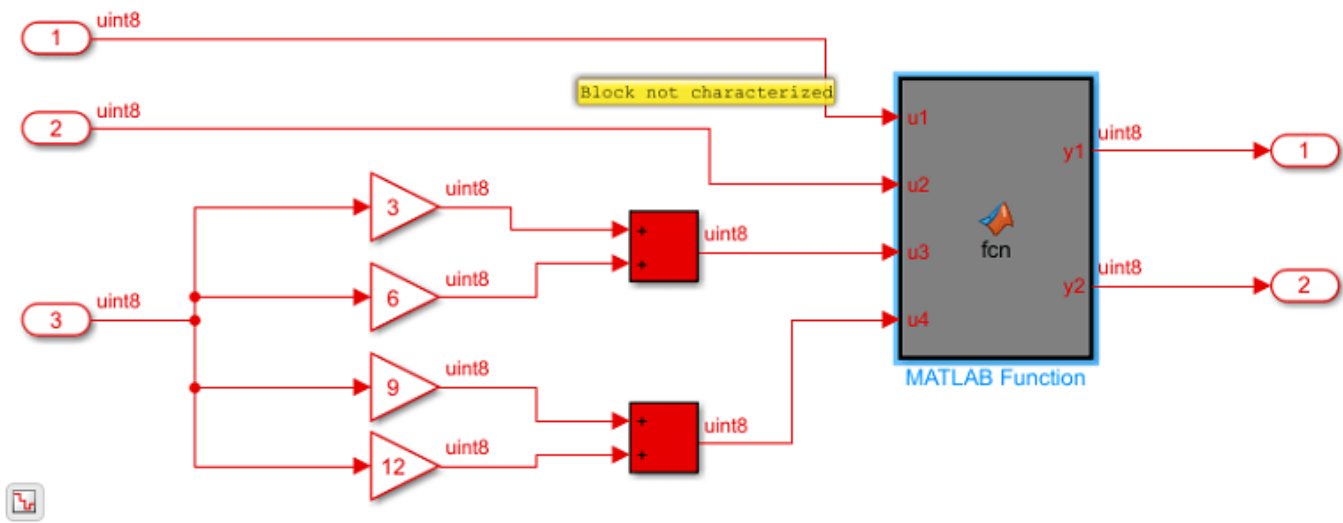 uint8
1
uint8
2
Block not characterized
u1
uint8
y1
1
u2
3
uint8
+
uint8
fcn
6
uint8
+
u3
uint8
y2
2
uint8
3
u4
MATLAB Function
9
uint8
+
uint8
12
uint8
+